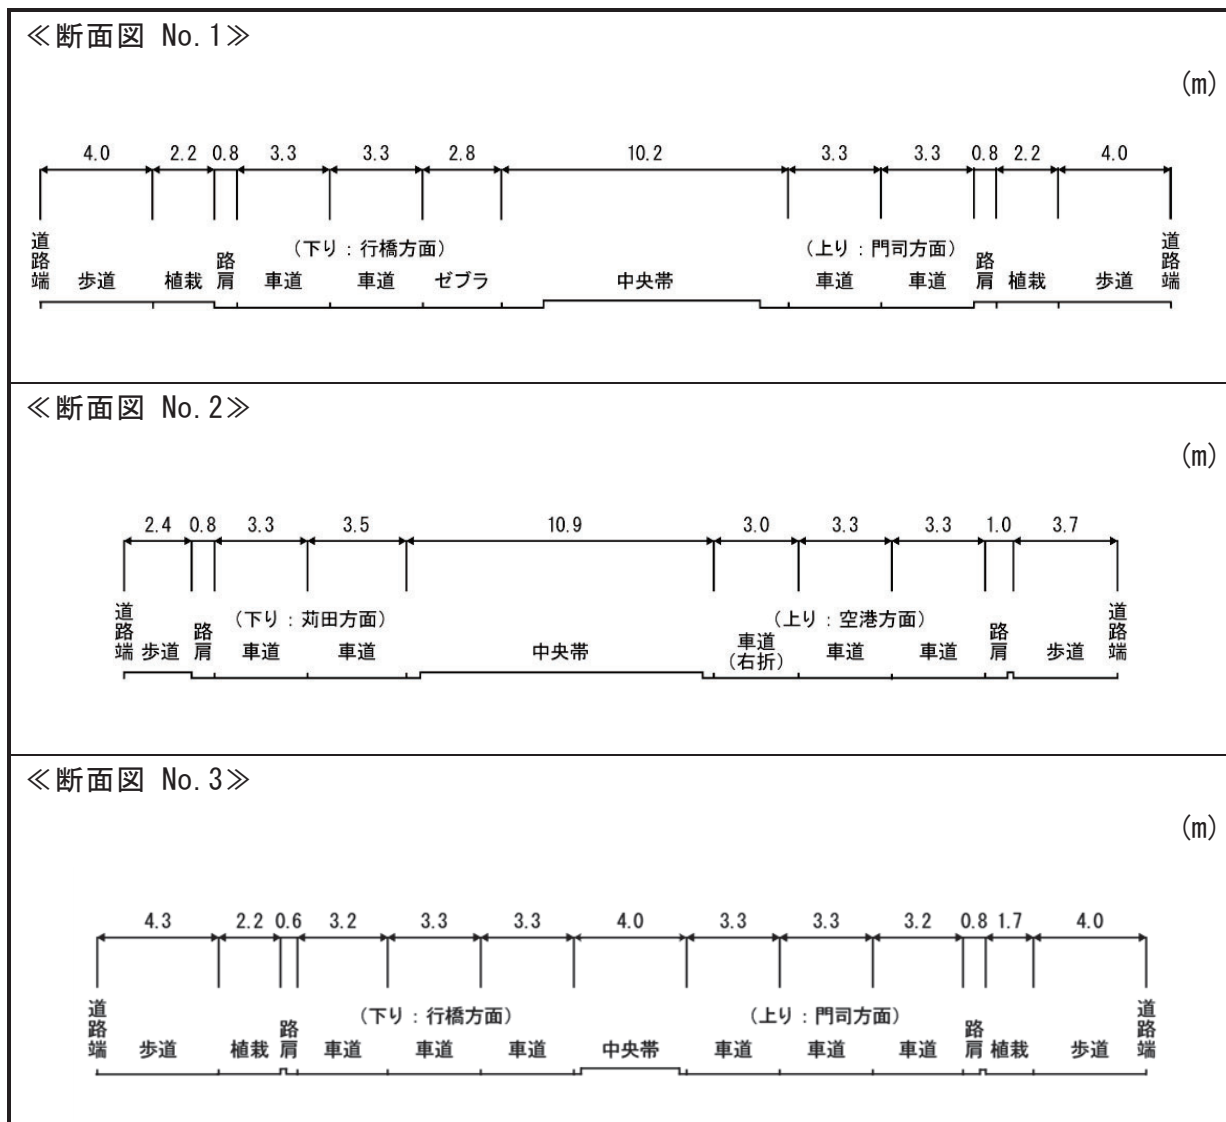 ≪断面図 No.1≫
(m)
4.0 2.2 0.8 3.3 3.3 2.8 10.2 3.3 3.3 0.8 2.2 4.0
(下り:行橋方面) (上り:門司方面)
道路端 歩道 植栽 路肩 車道 車道 ゼブラ 中央帯 車道 車道 路肩 植栽 歩道 道路端
≪断面図 No.2≫
(m)
2.4 0.8 3.3 3.5 10.9 3.0 3.3 3.3 1.0 3.7
(下り:苅田方面) (上り:空港方面)
道路端 歩道 路肩 車道 車道 中央帯 車道(右折) 車道 車道 路肩 歩道 道路端
≪断面図 No.3≫
(m)
4.3 2.2 0.6 3.2 3.3 3.3 4.0 3.3 3.3 3.2 0.8 1.7 4.0
(下り:行橋方面) (上り:門司方面)
道路端 歩道 植栽 路肩 車道 車道 車道 中央帯 車道 車道 車道 路肩 植栽 歩道 道路端